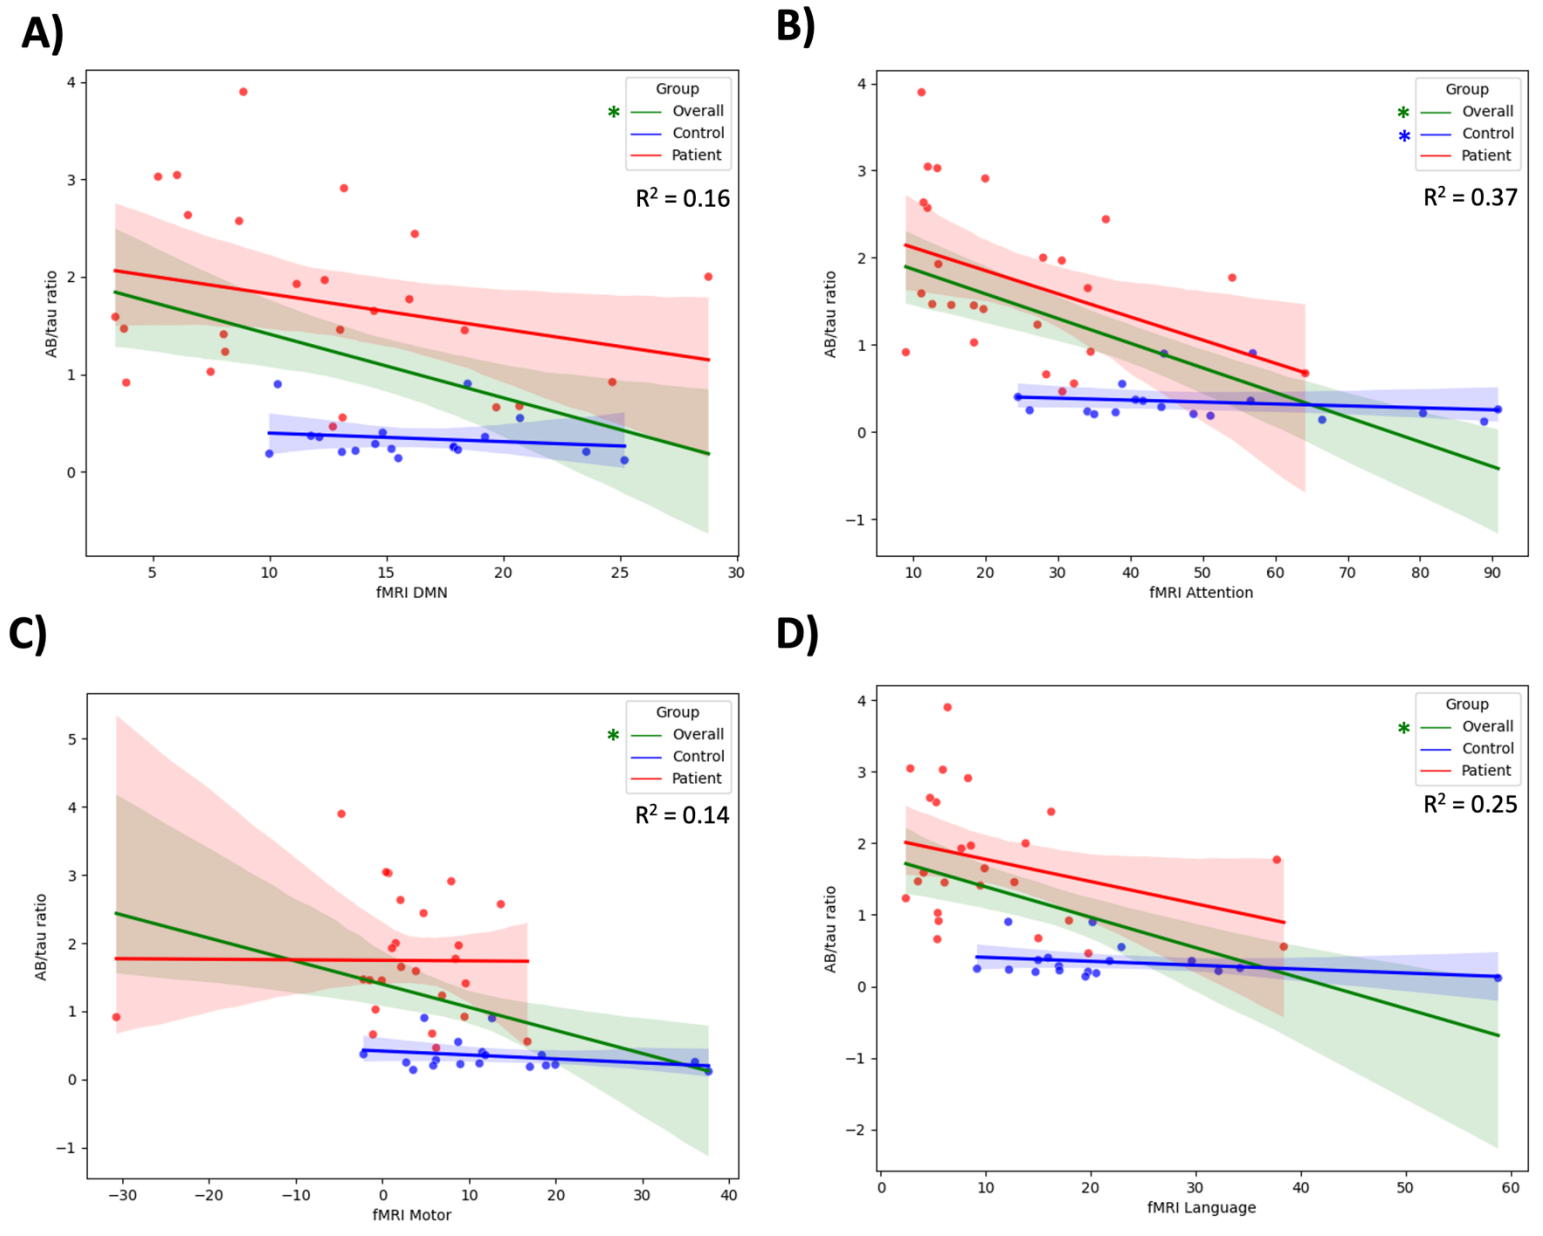 A)
4
3
2
1
0
AB/tau ratio
Group
* Overall
Control
Patient
R² = 0.16
5 10 15 20 25 30
fMRI DMN
B)
4
3
2
1
0
−1
AB/tau ratio
Group
* Overall
* Control
Patient
R² = 0.37
10 20 30 40 50 60 70 80 90
fMRI Attention
C)
5
4
3
2
1
0
−1
AB/tau ratio
Group
* Overall
Control
Patient
R² = 0.14
−30 −20 −10 0 10 20 30 40
fMRI Motor
D)
4
3
2
1
0
−1
−2
AB/tau ratio
Group
* Overall
Control
Patient
R² = 0.25
0 10 20 30 40 50 60
fMRI Language